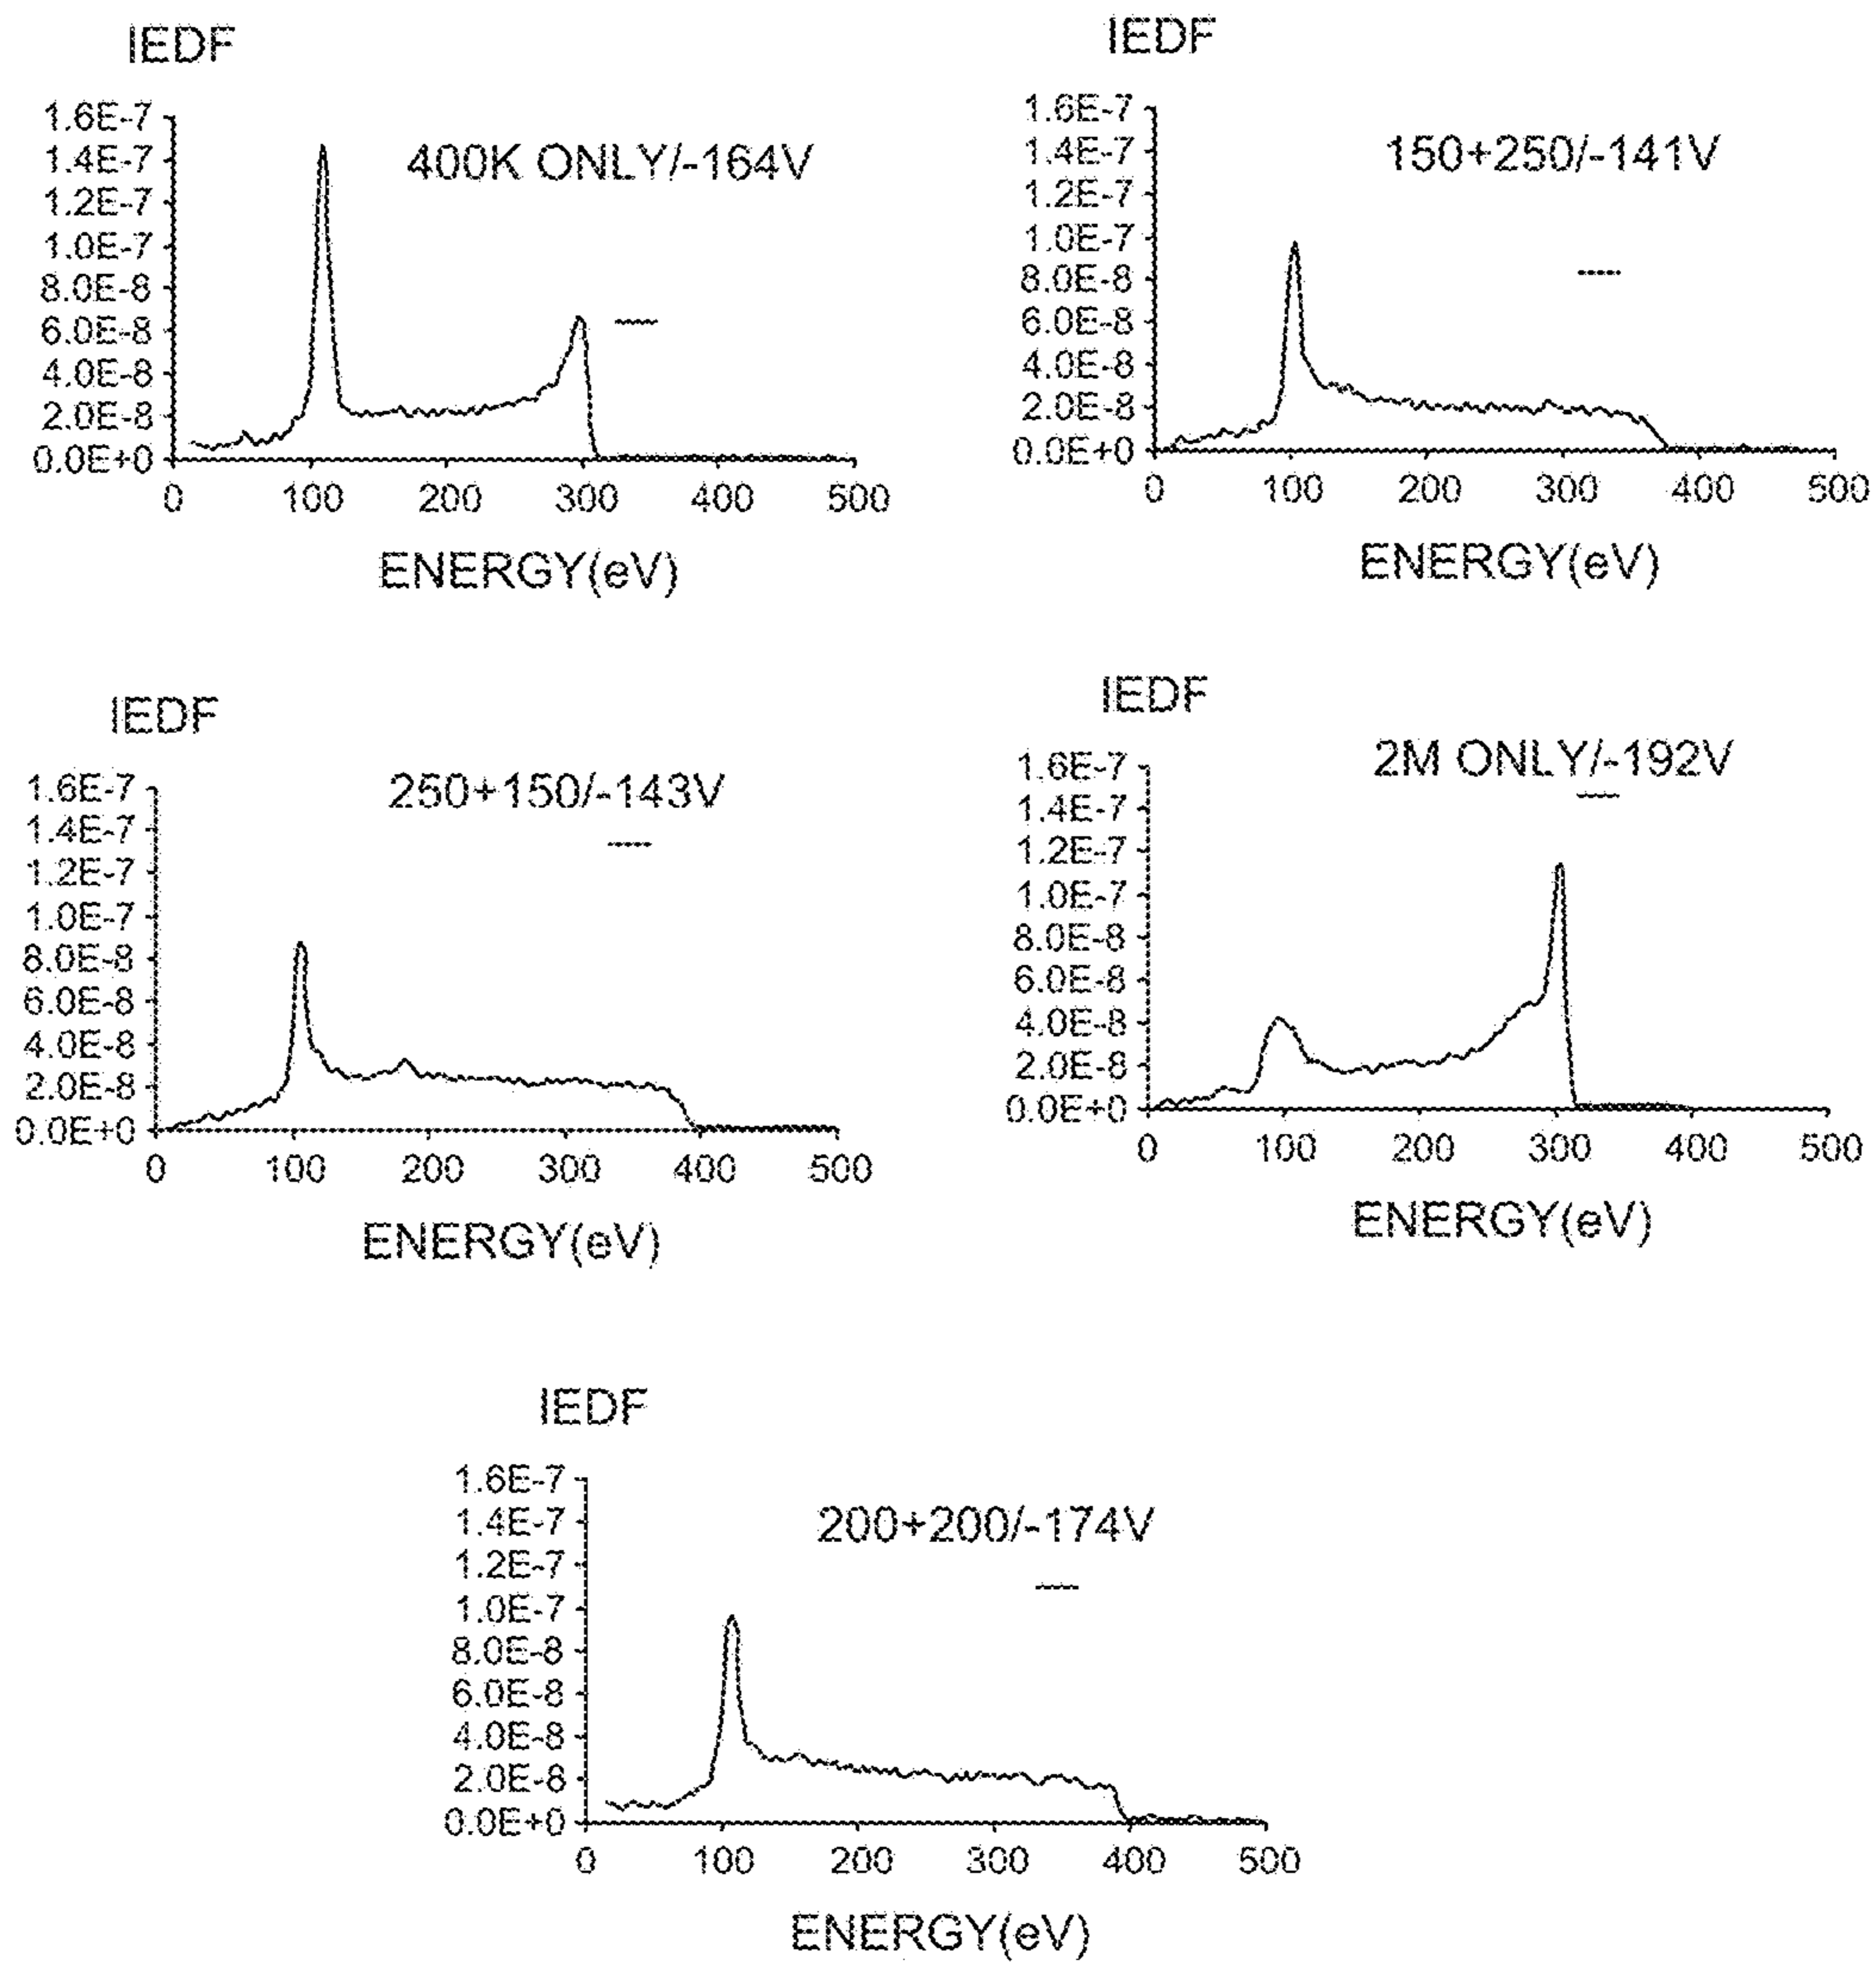 IEDF
400K ONLY/-164V
1.6E-7
1.4E-7
1.2E-7
1.0E-7
8.0E-8
6.0E-8
4.0E-8
2.0E-8
0.0E+0
0 100 200 300 400 500
ENERGY(eV)
IEDF
150+250/-141V
1.6E-7
1.4E-7
1.2E-7
1.0E-7
8.0E-8
6.0E-8
4.0E-8
2.0E-8
0.0E+0
0 100 200 300 400 500
ENERGY(eV)
IEDF
250+150/-143V
1.6E-7
1.4E-7
1.2E-7
1.0E-7
8.0E-8
6.0E-8
4.0E-8
2.0E-8
0.0E+0
0 100 200 300 400 500
ENERGY(eV)
IEDF
2M ONLY/-192V
1.6E-7
1.4E-7
1.2E-7
1.0E-7
8.0E-8
6.0E-8
4.0E-8
2.0E-8
0.0E+0
0 100 200 300 400 500
ENERGY(eV)
IEDF
200+200/-174V
1.6E-7
1.4E-7
1.2E-7
1.0E-7
8.0E-8
6.0E-8
4.0E-8
2.0E-8
0.0E+0
0 100 200 300 400 500
ENERGY(eV)